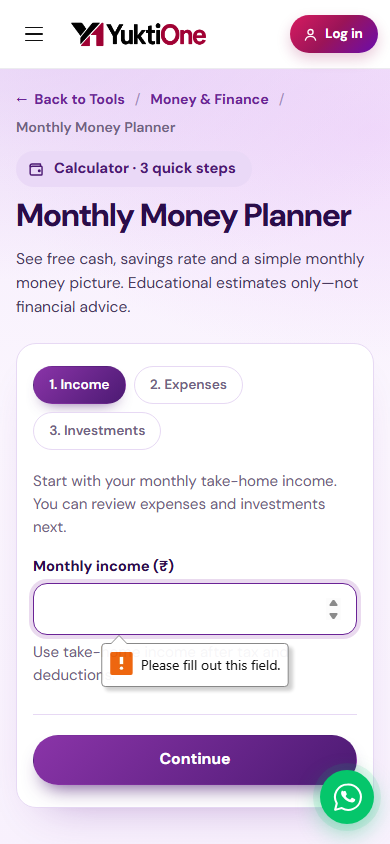 YuktiOne
Log in
← Back to Tools / Money & Finance /
Monthly Money Planner
Calculator · 3 quick steps
Monthly Money Planner
See free cash, savings rate and a simple monthly
money picture. Educational estimates only—not
financial advice.
1. Income
2. Expenses
3. Investments
Start with your monthly take-home income.
You can review expenses and investments
next.
Monthly income (₹)
Please fill out this field.
Use take-
Continue